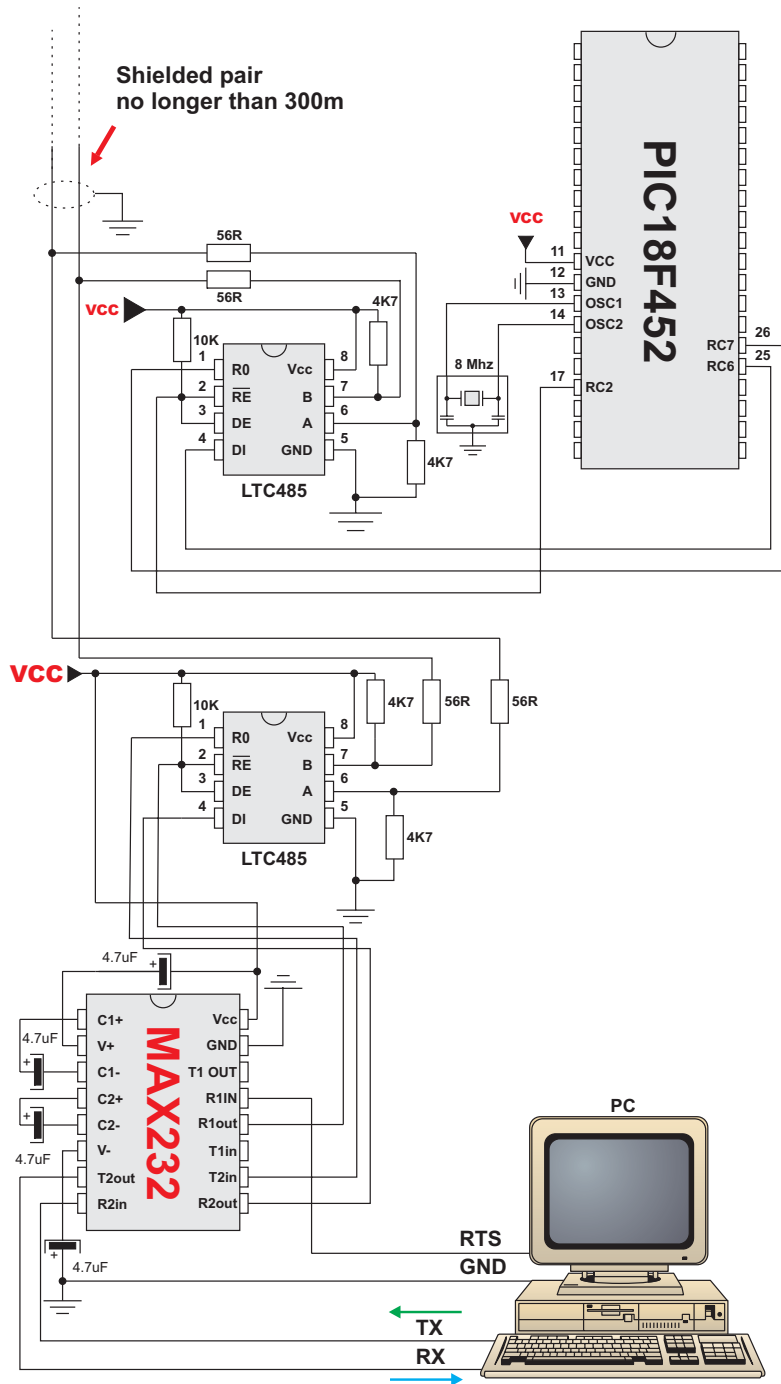 Shielded pair
no longer than 300m
56R
56R
vcc
10K
4K7
1
2
3
4
R0
RE
DE
DI
Vcc
B
A
GND
8
7
6
5
4K7
LTC485
PIC18F452
vcc
11
12
13
14
17
VCC
GND
OSC1
OSC2
RC2
RC7
RC6
26
25
8 Mhz
VCC
10K
4K7
56R
56R
1
2
3
4
R0
RE
DE
DI
Vcc
B
A
GND
8
7
6
5
4K7
LTC485
4.7uF
+
4.7uF
+
+
4.7uF
+
4.7uF
MAX232
C1+
V+
C1-
C2+
C2-
V-
T2out
R2in
Vcc
GND
T1 OUT
R1IN
R1out
T1in
T2in
R2out
PC
RTS
GND
TX
RX